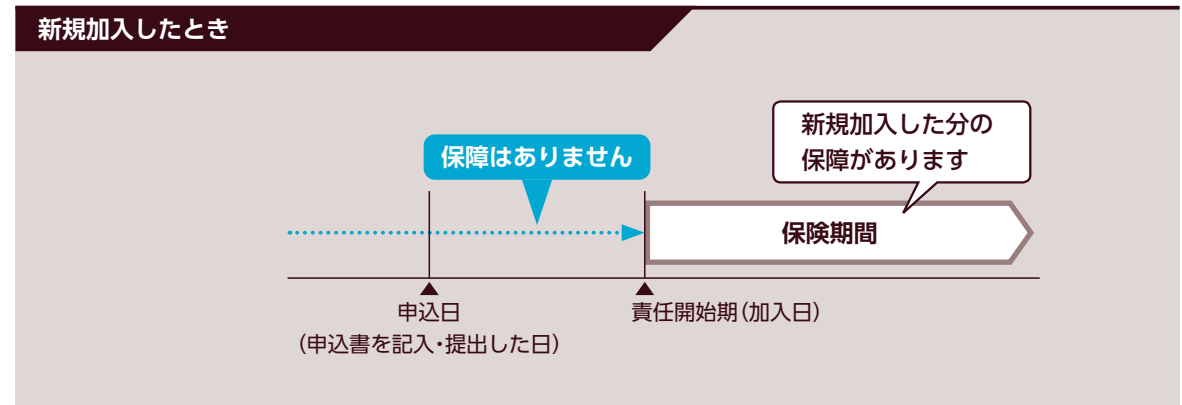 新規加入したとき
新規加入した分の
保障があります
保障はありません
保険期間
申込日
（申込書を記入・提出した日）
責任開始期（加入日）